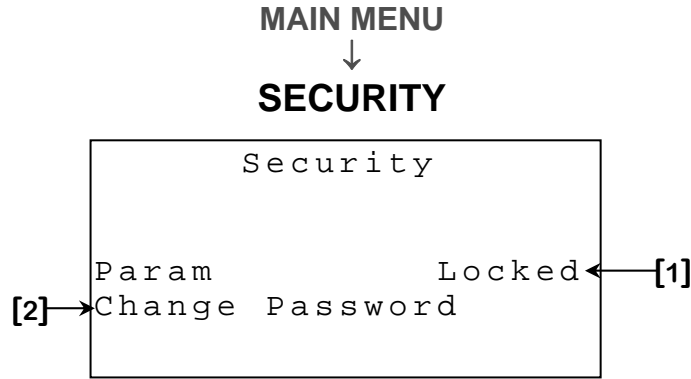 MAIN MENU
↓
SECURITY
Security
Param Locked [1]
[2] Change Password